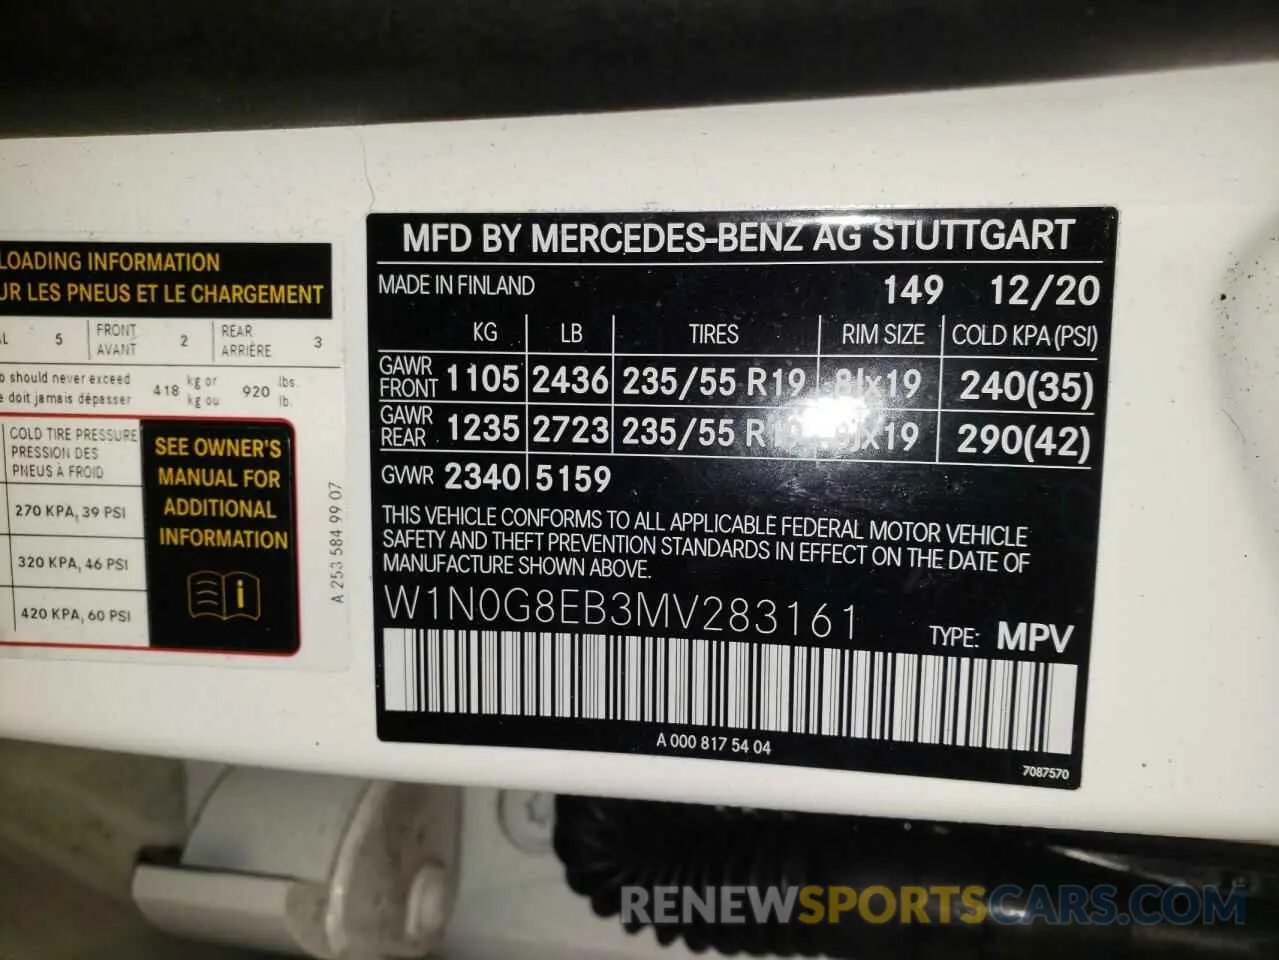 LOADING INFORMATION
UR LES PNEUS ET LE CHARGEMENT
5 FRONT AVANT 2 REAR ARRIÈRE 3
should never exceed 418 kg or 920 lbs.
doit jamais dépasser kg ou lb.
COLD TIRE PRESSURE
PRESSION DES
PNEUS À FROID
270 KPA, 39 PSI
320 KPA, 46 PSI
420 KPA, 60 PSI
SEE OWNER'S
MANUAL FOR
ADDITIONAL
INFORMATION
i
A 253 584 99 07
MFD BY MERCEDES-BENZ AG STUTTGART
MADE IN FINLAND 149 12/20
KG LB TIRES RIM SIZE COLD KPA(PSI)
GAWR FRONT 1105 2436 235/55 R19 8Jx19 240(35)
GAWR REAR 1235 2723 235/55 R19 8Jx19 290(42)
GVWR 2340 5159
THIS VEHICLE CONFORMS TO ALL APPLICABLE FEDERAL MOTOR VEHICLE
SAFETY AND THEFT PREVENTION STANDARDS IN EFFECT ON THE DATE OF
MANUFACTURE SHOWN ABOVE.
W1N0G8EB3MV283161
TYPE: MPV
A 000 817 54 04
7087570
RENEWSPORTSCARS.COM